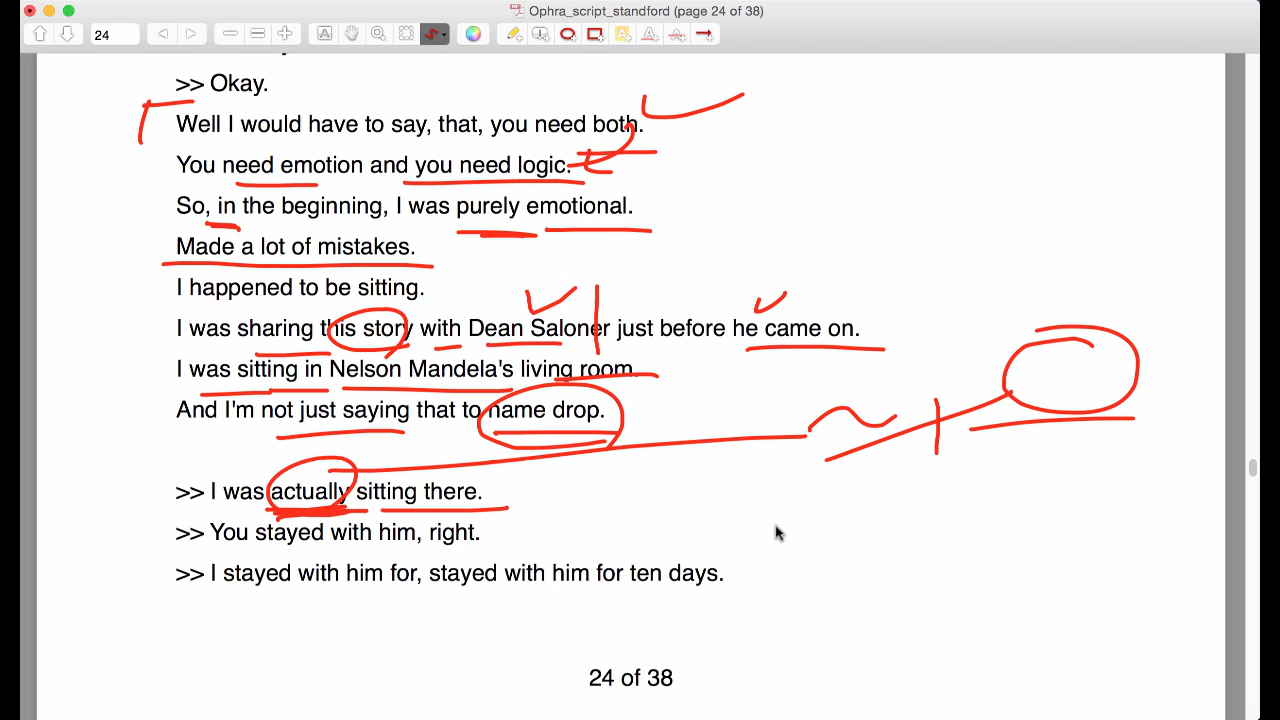 Ophra_script_standford (page 24 of 38)
24
>> Okay.
Well I would have to say, that, you need both.
You need emotion and you need logic.
So, in the beginning, I was purely emotional.
Made a lot of mistakes.
I happened to be sitting.
I was sharing this story with Dean Saloner just before he came on.
I was sitting in Nelson Mandela's living room.
And I'm not just saying that to name drop.
>> I was actually sitting there.
>> You stayed with him, right.
>> I stayed with him for, stayed with him for ten days.
24 of 38